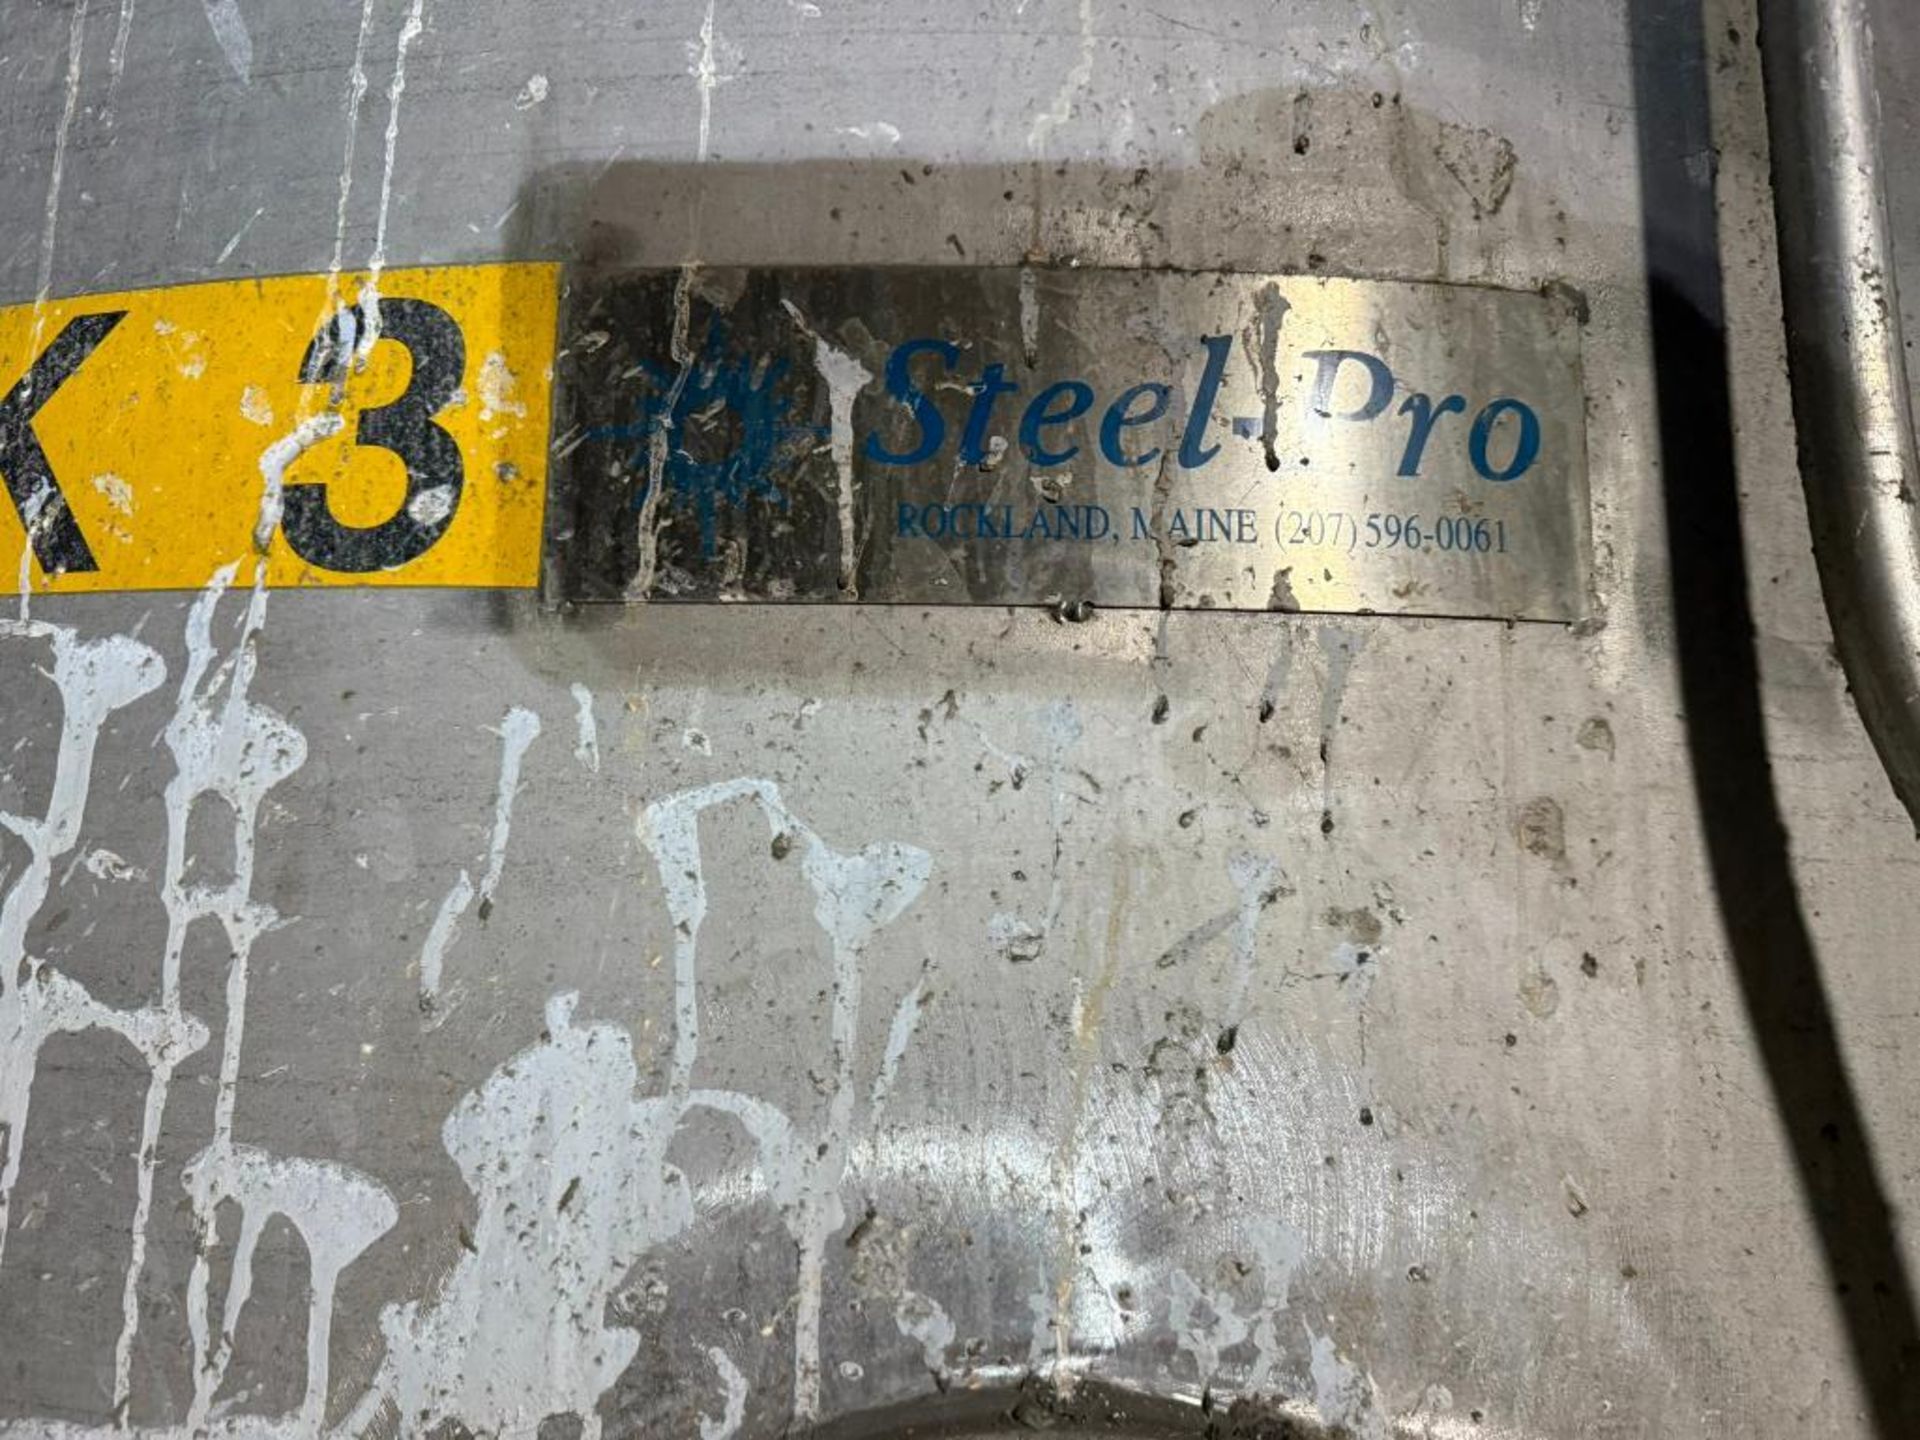 K 3
Steel-Pro
ROCKLAND, MAINE (207) 596-0061